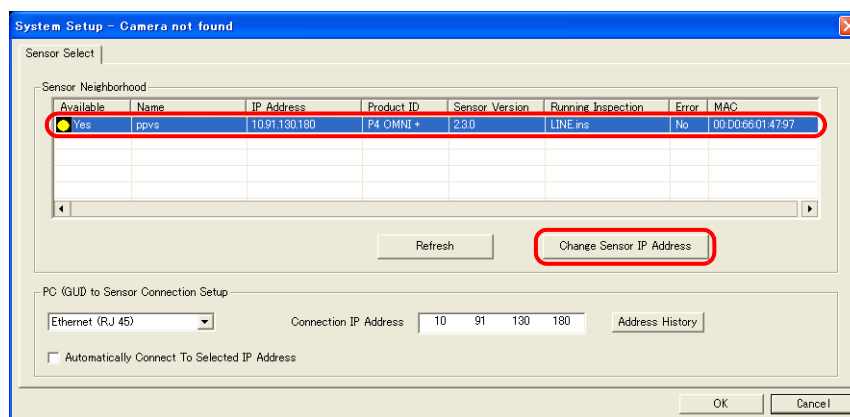 System Setup - Camera not found
Sensor Select
Sensor Neighborhood
Available Name IP Address Product ID Sensor Version Running Inspection Error MAC
Yes ppvs 10.91.130.180 P4 OMNI + 2.3.0 LINE.ins No 00:D0:66:01:47:97
Refresh Change Sensor IP Address
PC (GUI) to Sensor Connection Setup
Ethernet (RJ 45) Connection IP Address 10 91 130 180 Address History
Automatically Connect To Selected IP Address
OK Cancel